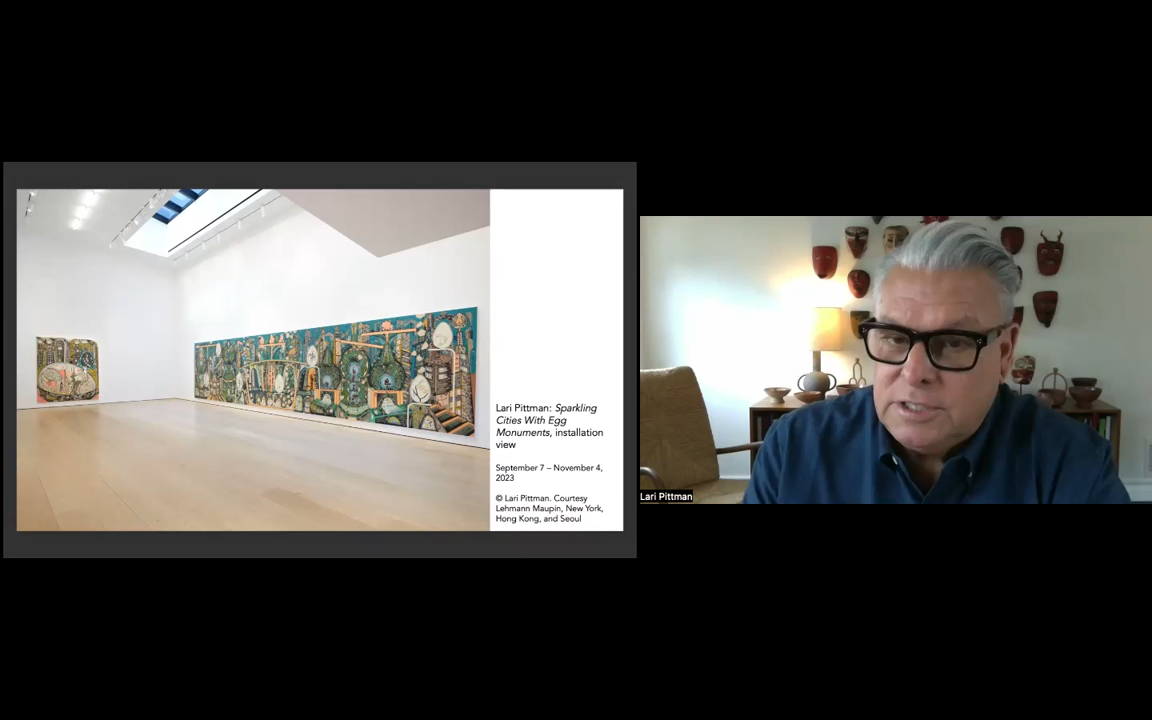 Lari Pittman: Sparkling
Cities With Egg
Monuments, installation
view
September 7 – November 4,
2023
© Lari Pittman. Courtesy
Lehmann Maupin, New York,
Hong Kong, and Seoul
Lari Pittman